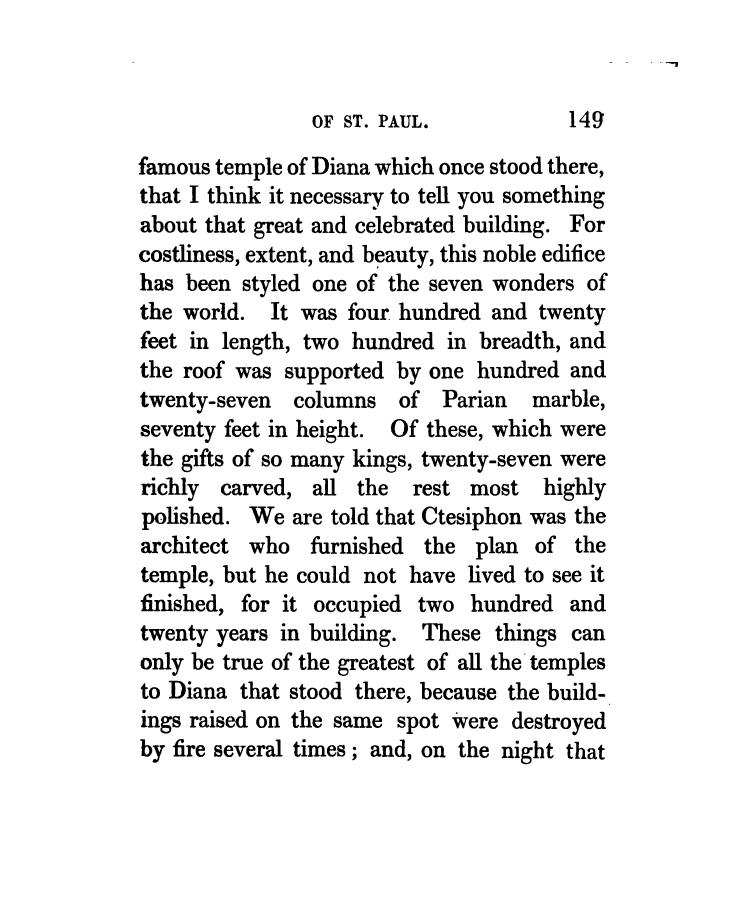 OF ST. PAUL. 149
famous temple of Diana which once stood there,
that I think it necessary to tell you something
about that great and celebrated building. For
costliness, extent, and beauty, this noble edifice
has been styled one of the seven wonders of
the world. It was four hundred and twenty
feet in length, two hundred in breadth, and
the roof was supported by one hundred and
twenty-seven columns of Parian marble,
seventy feet in height. Of these, which were
the gifts of so many kings, twenty-seven were
richly carved, all the rest most highly
polished. We are told that Ctesiphon was the
architect who furnished the plan of the
temple, but he could not have lived to see it
finished, for it occupied two hundred and
twenty years in building. These things can
only be true of the greatest of all the temples
to Diana that stood there, because the build-
ings raised on the same spot were destroyed
by fire several times; and, on the night that